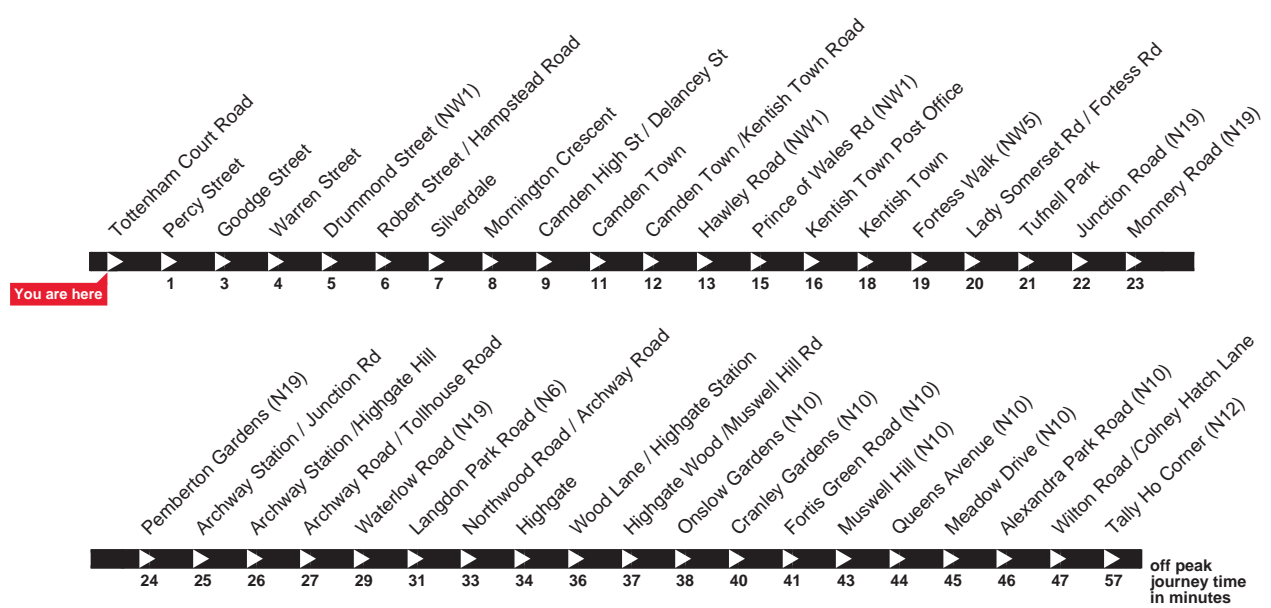 Tottenham Court Road
Percy Street
Goodge Street
Warren Street
Drummond Street (NW1)
Robert Street / Hampstead Road
Silverdale
Mornington Crescent
Camden High St / Delancey St
Camden Town
Camden Town /Kentish Town Road
Hawley Road (NW1)
Prince of Wales Rd (NW1)
Kentish Town Post Office
Kentish Town
Fortess Walk (NW5)
Lady Somerset Rd / Fortess Rd
Tufnell Park
Junction Road (N19)
Monnery Road (N19)
You are here
1 3 4 5 6 7 8 9 11 12 13 15 16 18 19 20 21 22 23
Pemberton Gardens (N19)
Archway Station / Junction Rd
Archway Station /Highgate Hill
Archway Road / Tollhouse Road
Waterlow Road (N19)
Langdon Park Road (N6)
Northwood Road / Archway Road
Highgate
Wood Lane / Highgate Station
Highgate Wood /Muswell Hill Rd
Onslow Gardens (N10)
Cranley Gardens (N10)
Fortis Green Road (N10)
Muswell Hill (N10)
Queens Avenue (N10)
Meadow Drive (N10)
Alexandra Park Road (N10)
Wilton Road /Colney Hatch Lane
Tally Ho Corner (N12)
24 25 26 27 29 31 33 34 36 37 38 40 41 43 44 45 46 47 57
off peak
journey time
in minutes